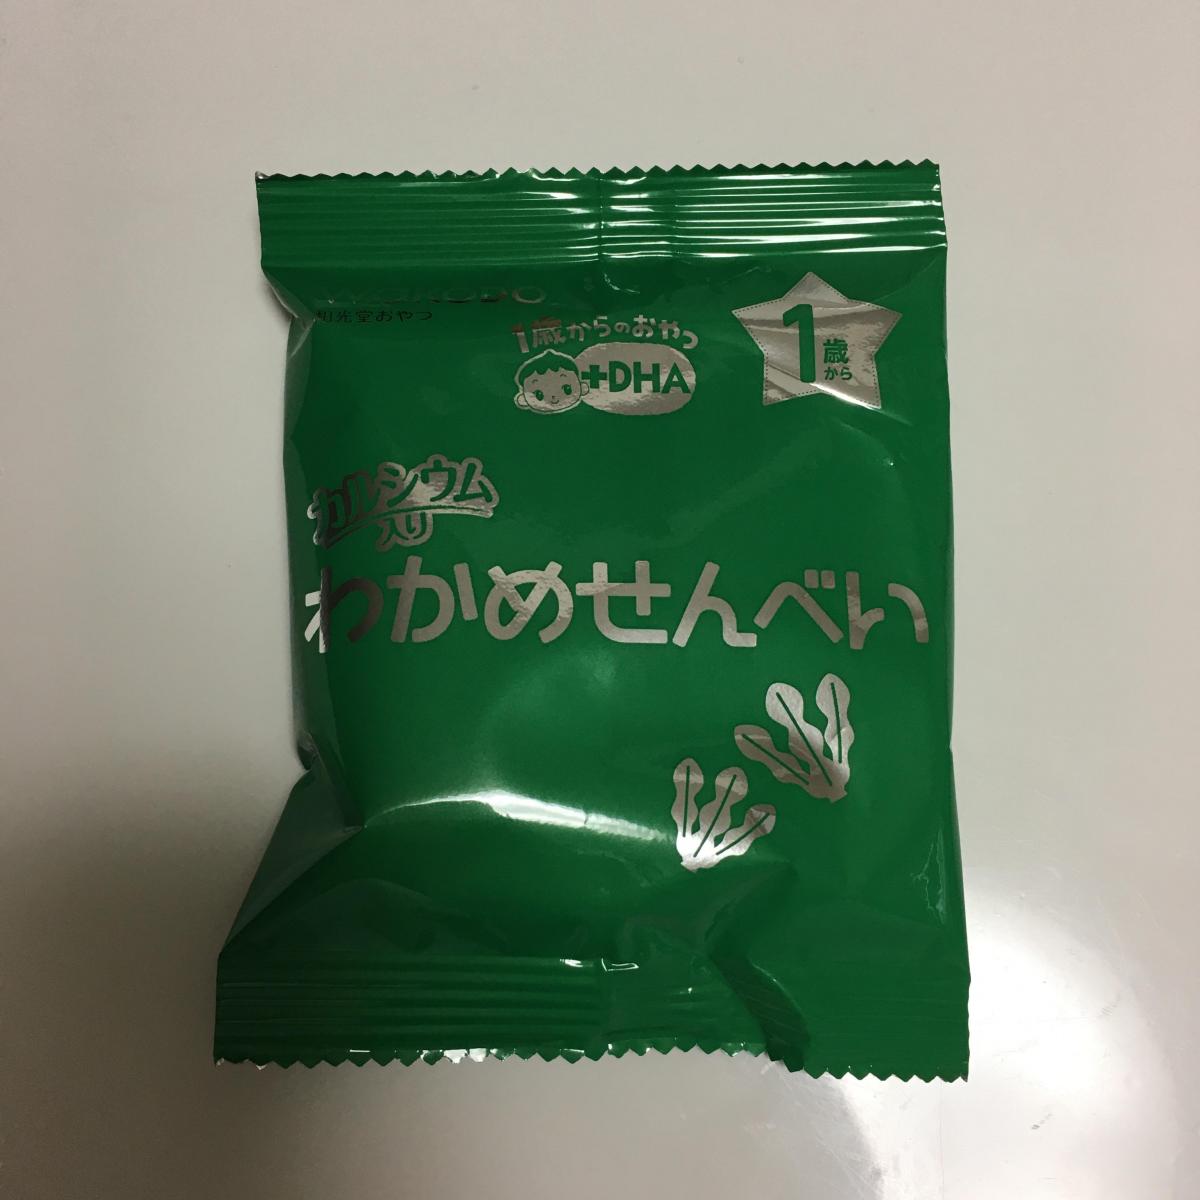 WAKODO
和光堂おやつ
1歳からのおやつ
+DHA
1歳から
カルシウム
入り
わかめせんべい